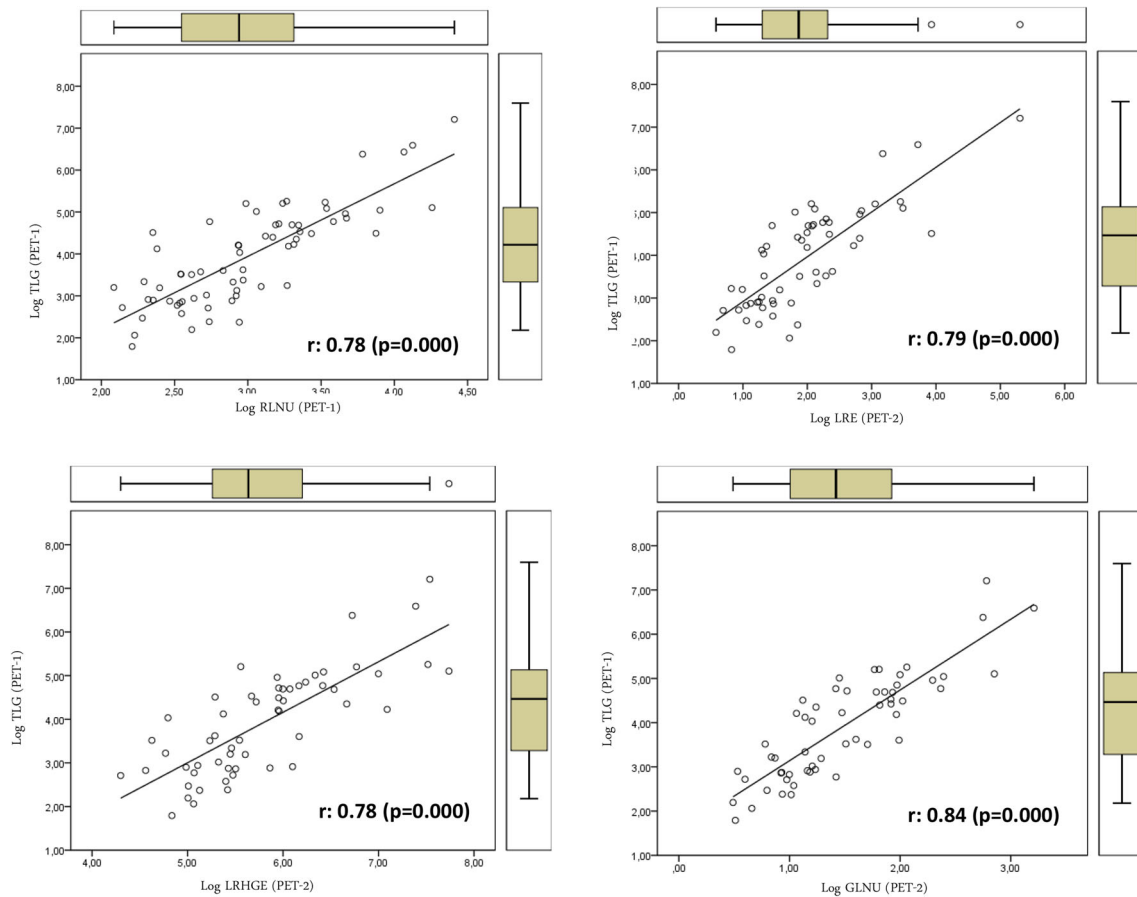 8,00
7,00
6,00
5,00
4,00
3,00
2,00
1,00
Log TLG (PET-1)
r: 0.78 (p=0.000)
2,00 2,50 3,00 3,50 4,00 4,50
Log RLNU (PET-1)
8,00
7,00
1,00
Log TLG (PET-1)
r: 0.79 (p=0.000)
,00 1,00 2,00 3,00 4,00 5,00 6,00
Log LRE (PET-2)
8,00
7,00
6,00
5,00
4,00
3,00
2,00
1,00
Log TLG (PET-1)
r: 0.78 (p=0.000)
4,00 5,00 6,00 7,00 8,00
Log LRHGE (PET-2)
8,00
7,00
6,00
5,00
4,00
3,00
2,00
1,00
Log TLG (PET-1)
r: 0.84 (p=0.000)
,00 1,00 2,00 3,00
Log GLNU (PET-2)